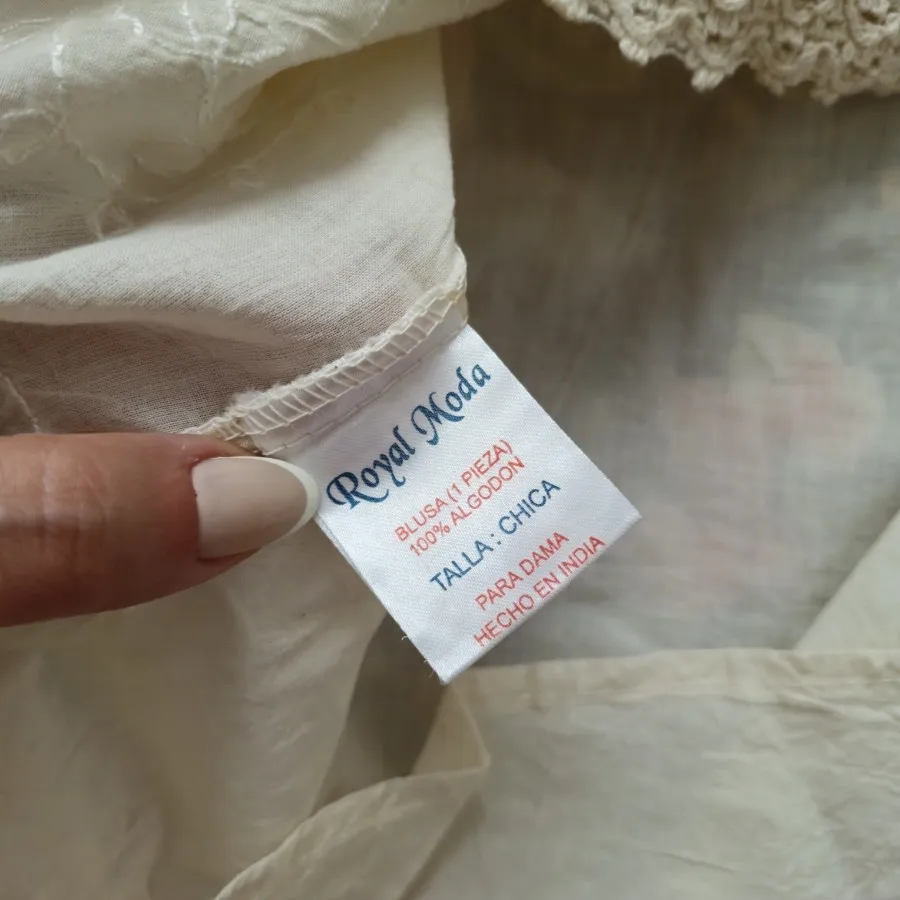 Royal Moda
BLUSA (1 PIEZA)
100% ALGODON
TALLA : CHICA
PARA DAMA
HECHO EN INDIA